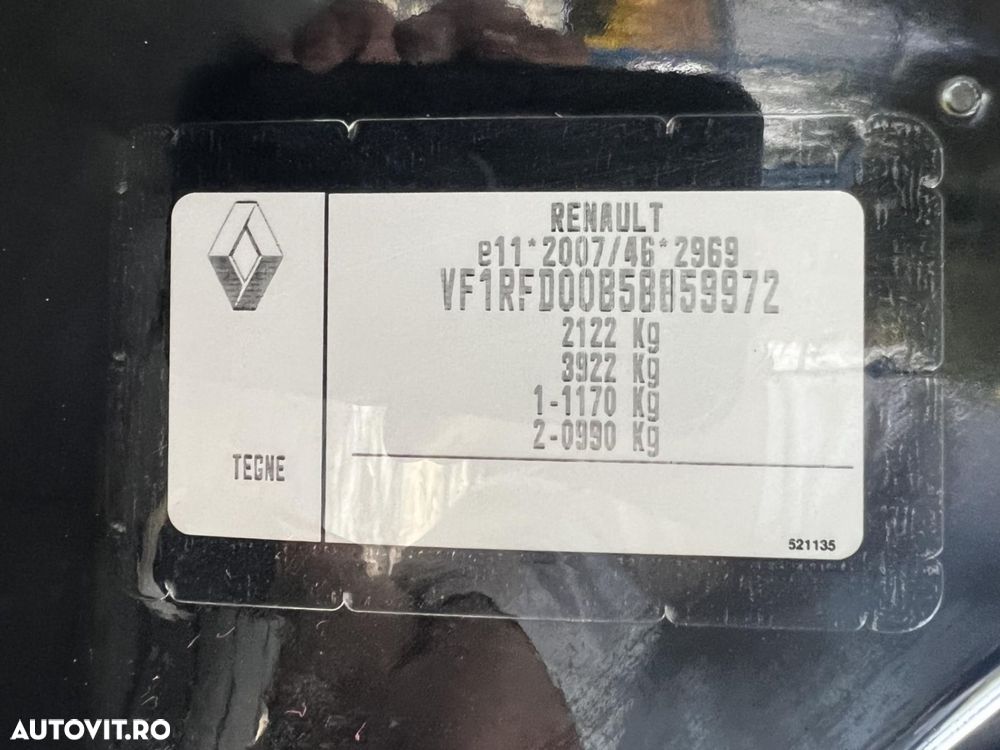 RENAULT
e11*2007/46*2969
VF1RFD00858859972
2122 Kg
3922 Kg
1-1170 Kg
2-0990 Kg
TEGNE
521135
AUTOVIT.RO